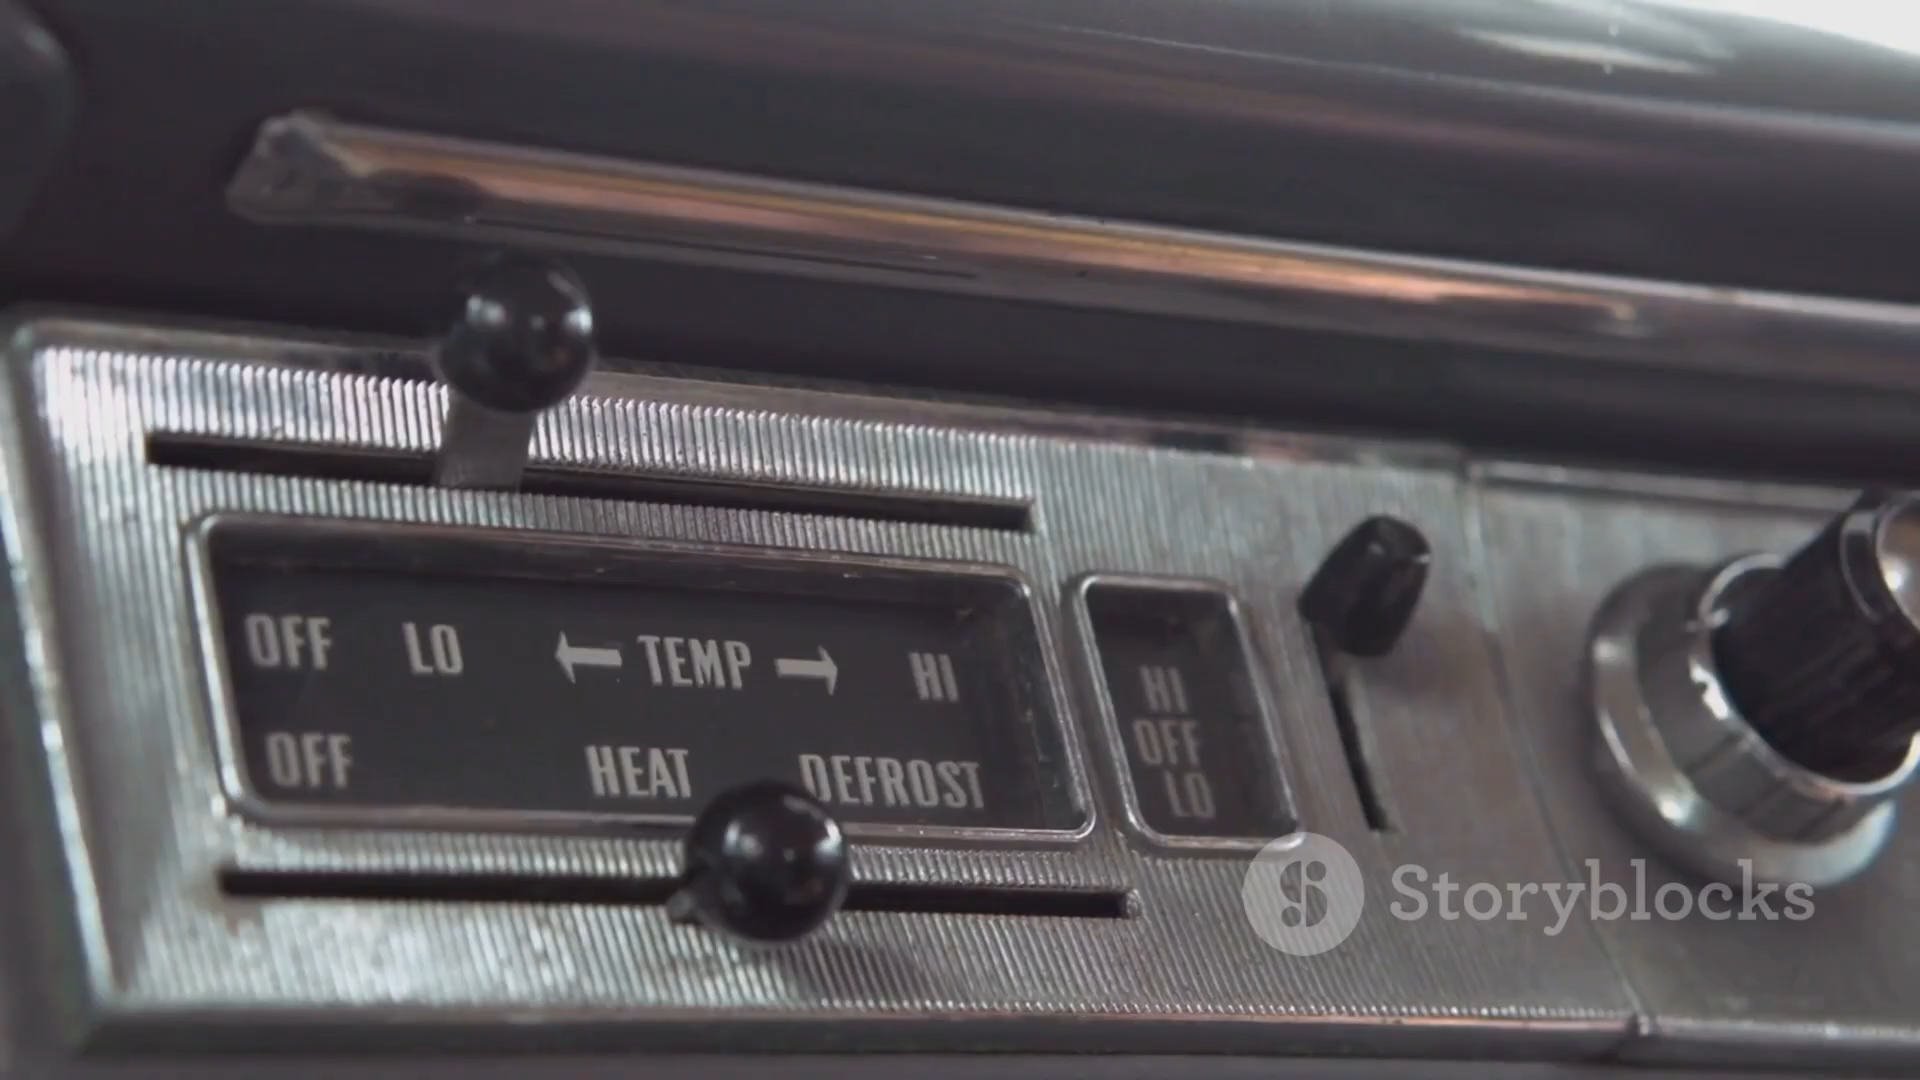 OFF LO ← TEMP → HI
OFF HEAT DEFROST
HI
OFF
LO
Storyblocks